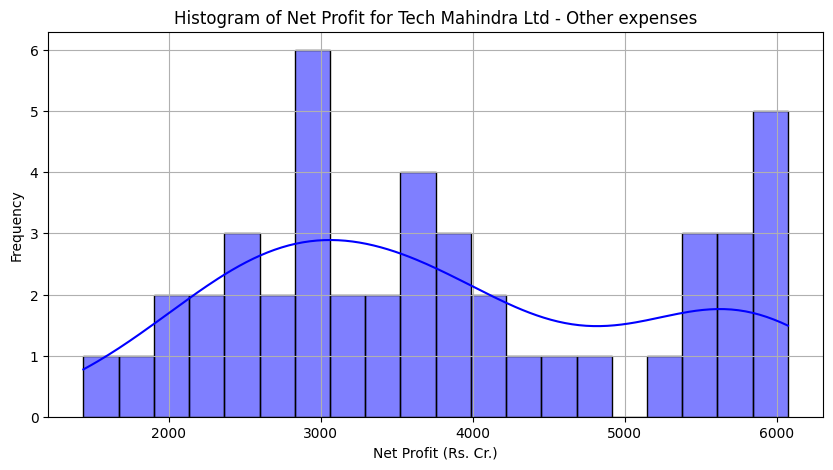 Histogram of Net Profit for Tech Mahindra Ltd - Other expenses
6
5
4
3
2
1
0
Frequency
2000 3000 4000 5000 6000
Net Profit (Rs. Cr.)